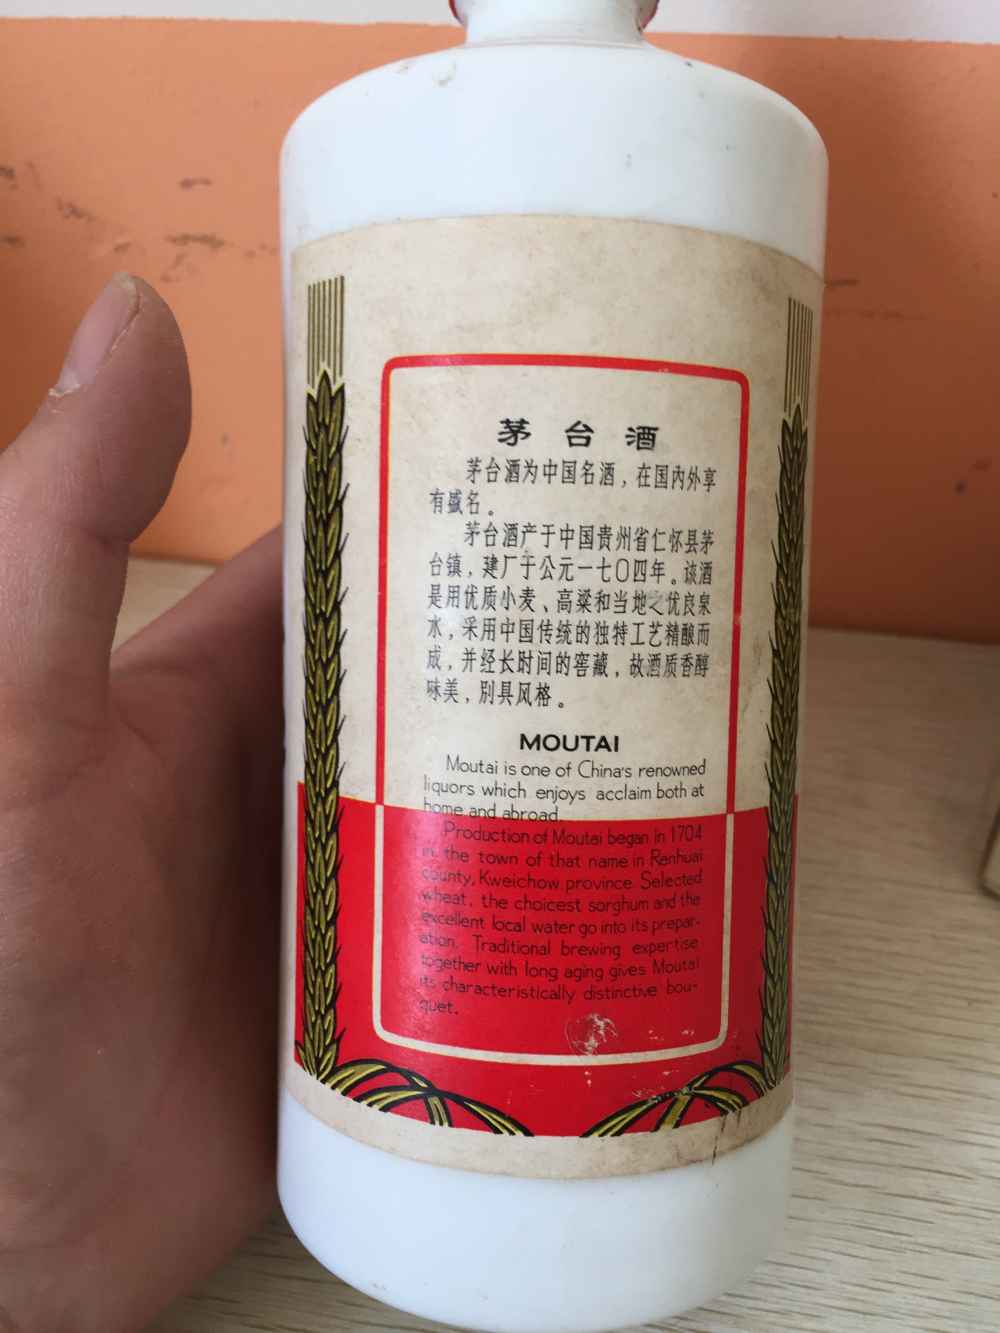 茅台酒
茅台酒为中国名酒，在国内外享
有盛名。
茅台酒产于中国贵州省仁怀县茅
台镇，建厂于公元一七〇四年。该酒
是用优质小麦、高粱和当地之优良泉
水，采用中国传统的独特工艺精酿而
成，并经长时间的窖藏，故酒质香醇
味美，别具风格。
MOUTAI
Moutai is one of China's renowned
liquors which enjoys acclaim both at
home and abroad.
Production of Moutai began in 1704
in the town of that name in Renhuai
county, Kweichow province. Selected
wheat, the choicest sorghum and the
excellent local water go into its prepar-
ation. Traditional brewing expertise
together with long aging gives Moutai
its characteristically distinctive bou-
quet.